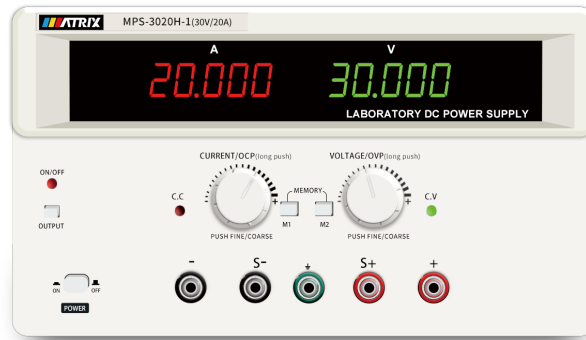 MATRIX MPS-3020H-1(30V/20A)
A V
20.000 30.000
LABORATORY DC POWER SUPPLY
CURRENT/OCP(long push) VOLTAGE/OVP(long push)
ON/OFF
C.C MEMORY C.V
- + - +
OUTPUT M1 M2
PUSH FINE/COARSE PUSH FINE/COARSE
- S- ⏚ S+ +
ON OFF
POWER